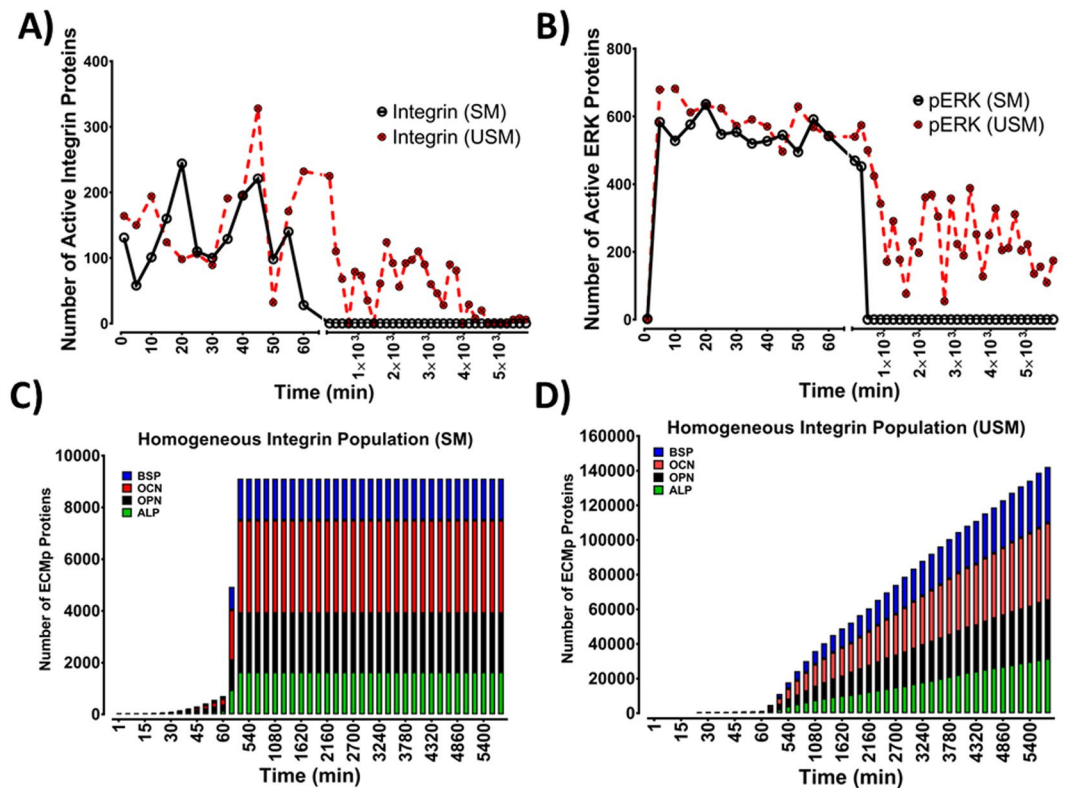 A)
400
300
200
100
0
Number of Active Integrin Proteins
Integrin (SM)
Integrin (USM)
0 10 20 30 40 50 60 1×10³ 2×10³ 3×10³ 4×10³ 5×10³
Time (min)
B)
800
600
400
200
0
Number of Active ERK Proteins
pERK (SM)
pERK (USM)
0 10 20 30 40 50 60 1×10³ 2×10³ 3×10³ 4×10³ 5×10³
Time (min)
C)
Homogeneous Integrin Population (SM)
10000
8000
6000
4000
2000
0
Number of ECMp Protiens
BSP
OCN
OPN
ALP
1 15 30 45 60 540 1080 1620 2160 2700 3240 3780 4320 4860 5400
Time (min)
D)
Homogeneous Integrin Population (USM)
160000
140000
120000
100000
80000
60000
40000
20000
0
Number of ECMp Proteins
BSP
OCN
OPN
ALP
1 15 30 45 60 540 1080 1620 2160 2700 3240 3780 4320 4860 5400
Time (min)